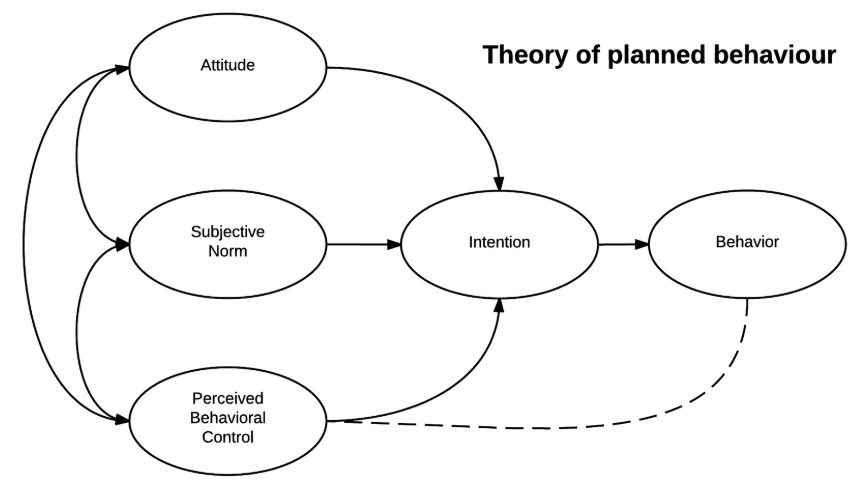 Theory of planned behaviour
Attitude
Subjective
Norm
Intention
Behavior
Perceived
Behavioral
Control